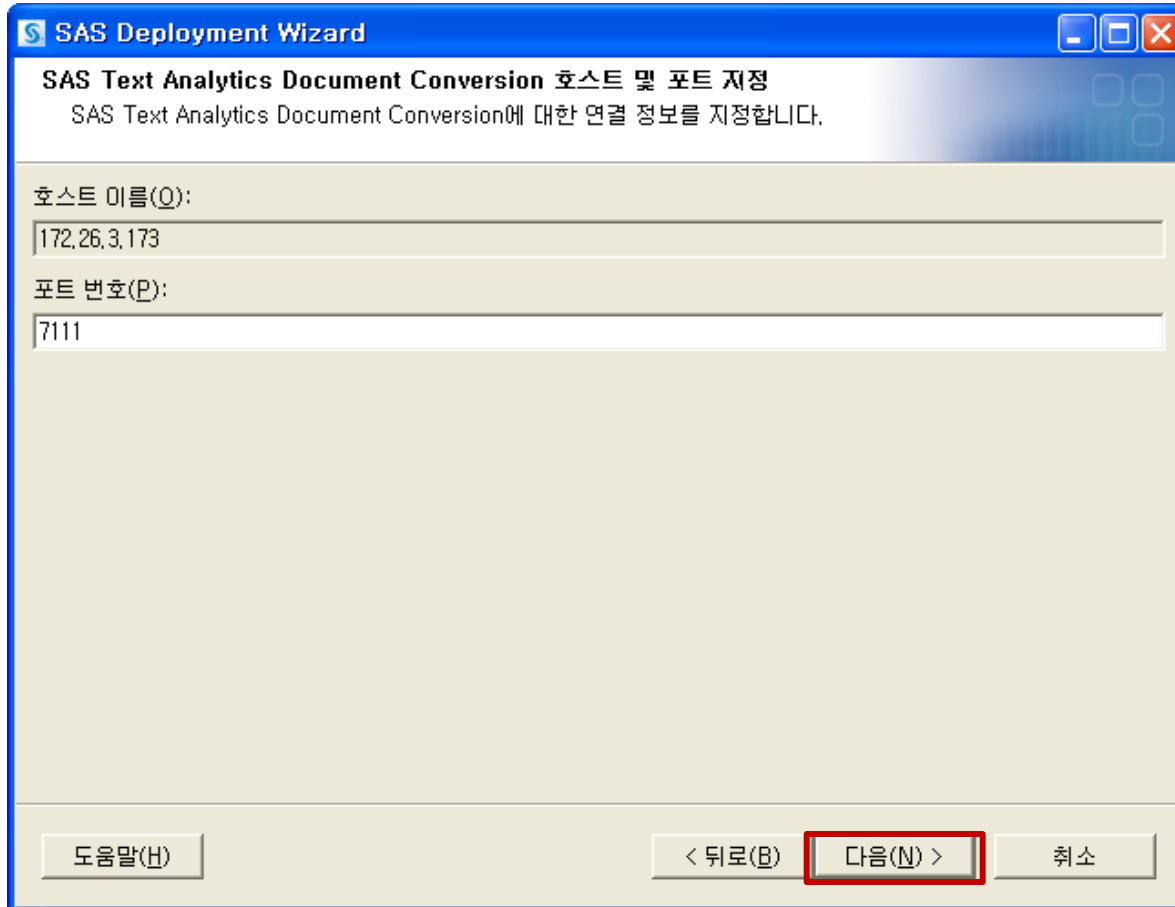 SAS Deployment Wizard
SAS Text Analytics Document Conversion 호스트 및 포트 지정
SAS Text Analytics Document Conversion에 대한 연결 정보를 지정합니다.
호스트 이름(O):
172.26.3.173
포트 번호(P):
7111
도움말(H)
< 뒤로(B)
다음(N) >
취소